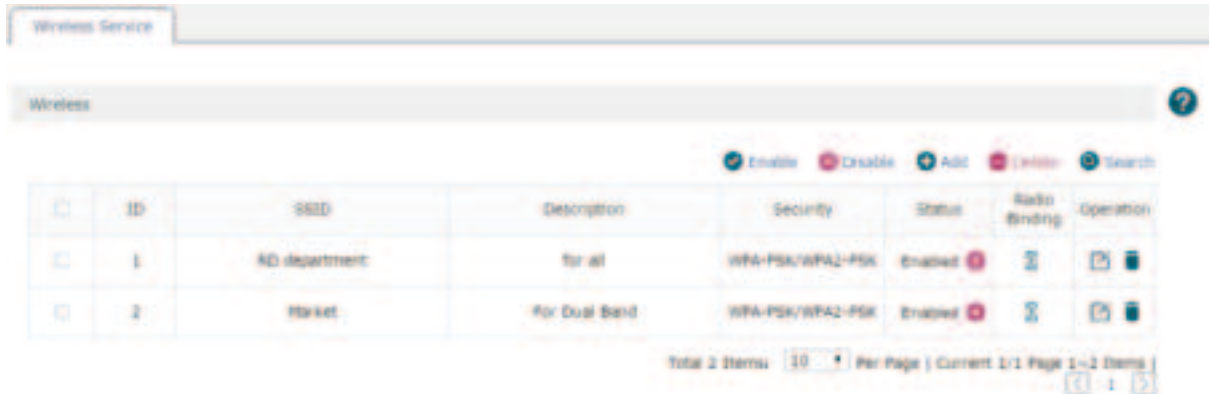 Wireless Service
Wireless
?
Enable Disable Add Delete Search
ID SSID Description Security Status Radio Binding Operation
1 RD department for all WPA-PSK/WPA2-PSK Enabled
2 Market For Dual Band WPA-PSK/WPA2-PSK Enabled
Total 2 Items: 10 Per Page | Current 1/1 Page 1~2 Items |
< 1 >